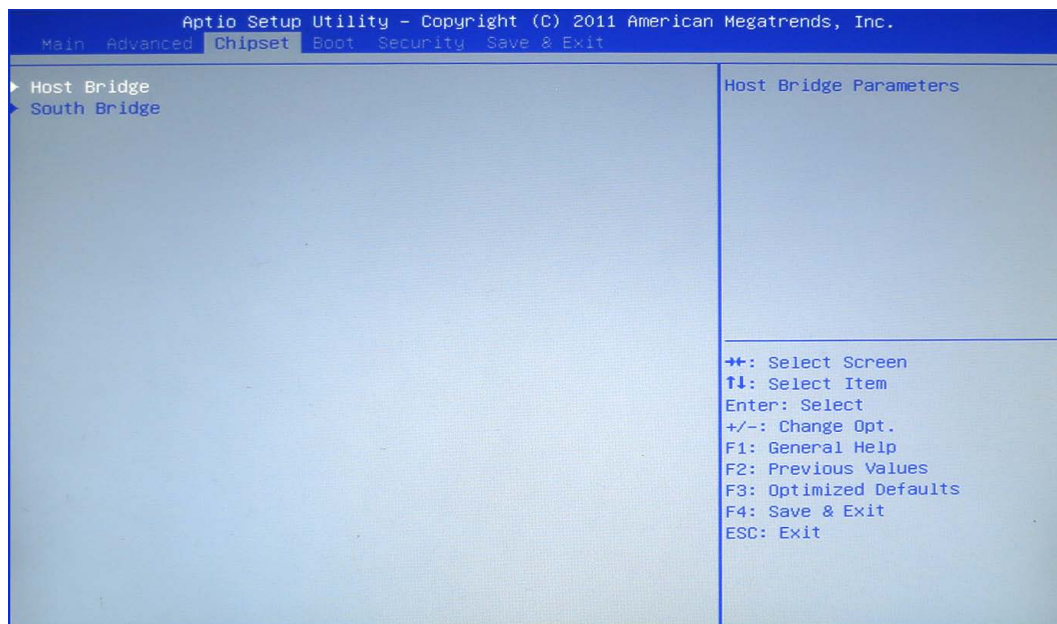 Aptio Setup Utility – Copyright (C) 2011 American Megatrends, Inc.
Main Advanced Chipset Boot Security Save & Exit
Host Bridge
South Bridge
Host Bridge Parameters
→←: Select Screen
↑↓: Select Item
Enter: Select
+/-: Change Opt.
F1: General Help
F2: Previous Values
F3: Optimized Defaults
F4: Save & Exit
ESC: Exit